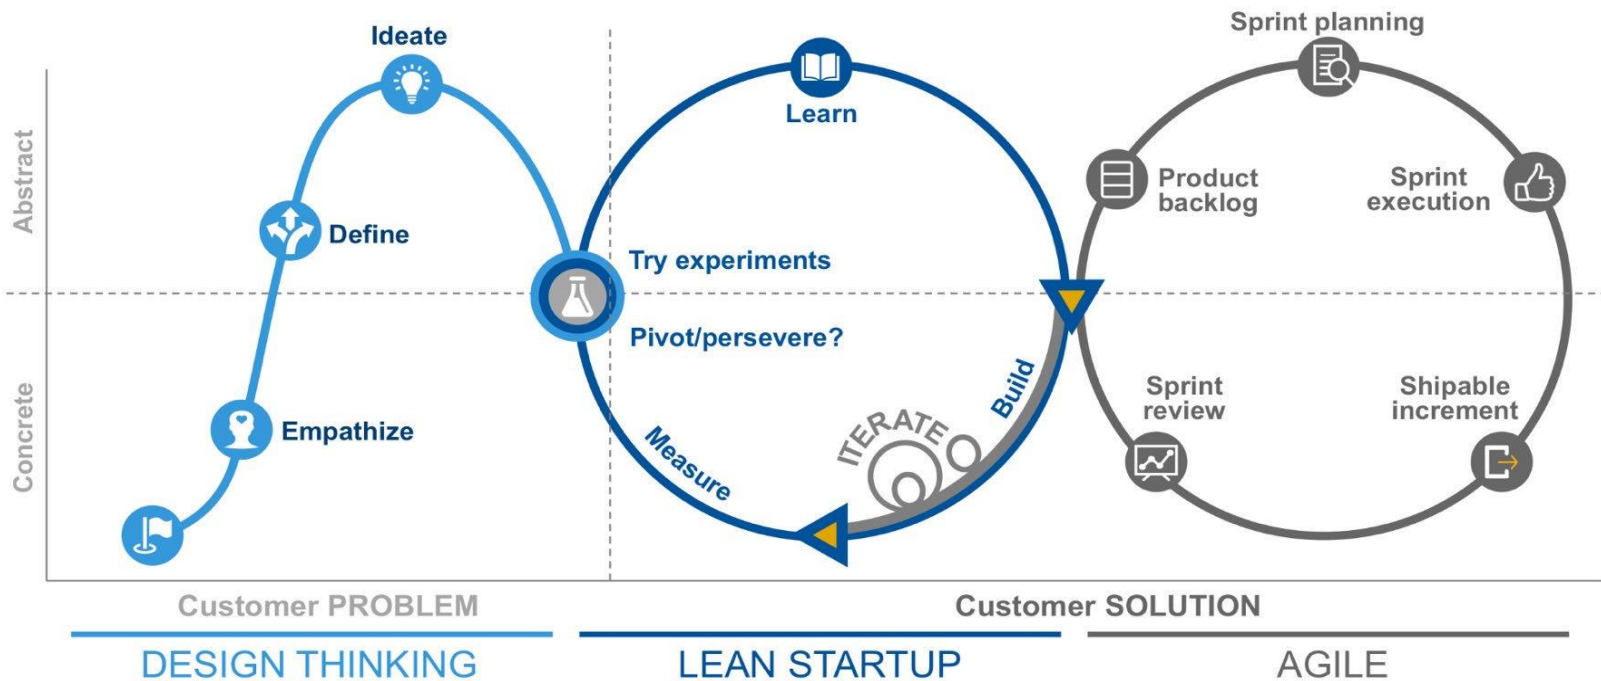 Ideate
Define
Empathize
Abstract
Concrete
Learn
Try experiments
Pivot/persevere?
Measure
ITERATE
Build
Sprint planning
Product
backlog
Sprint
execution
Sprint
review
Shipable
increment
Customer PROBLEM
Customer SOLUTION
DESIGN THINKING
LEAN STARTUP
AGILE